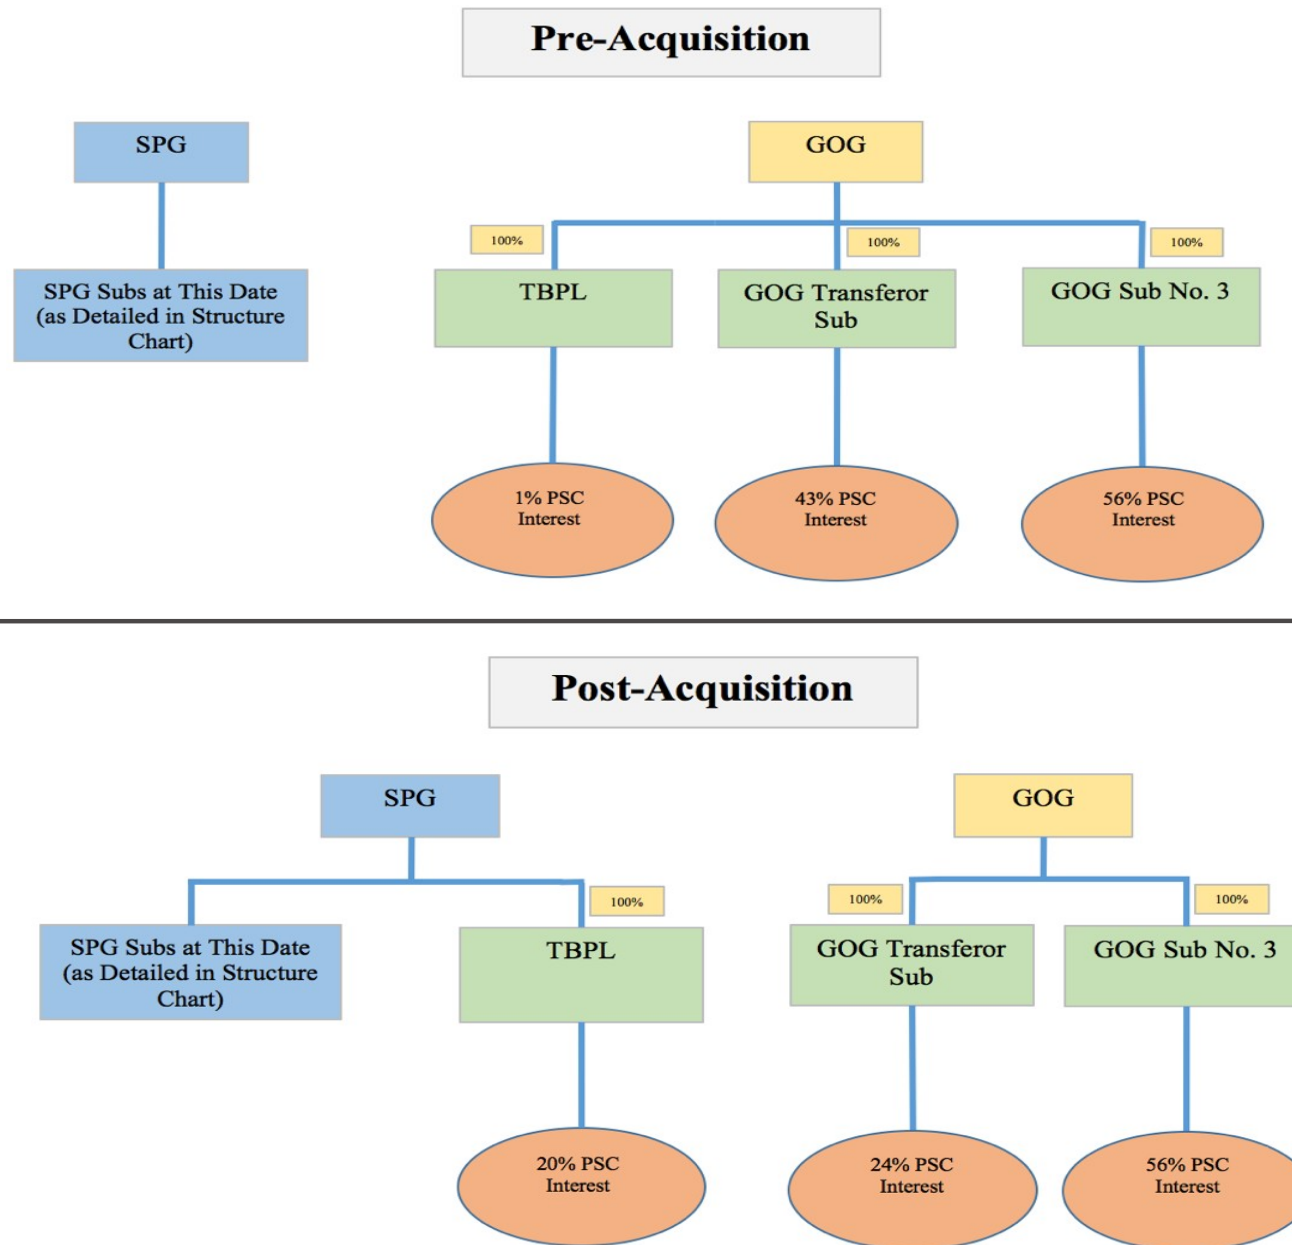 Pre-Acquisition
SPG
GOG
100%
100%
100%
SPG Subs at This Date
(as Detailed in Structure
Chart)
TBPL
GOG Transferor
Sub
GOG Sub No. 3
1% PSC
Interest
43% PSC
Interest
56% PSC
Interest
Post-Acquisition
SPG
GOG
100%
100%
100%
SPG Subs at This Date
(as Detailed in Structure
Chart)
TBPL
GOG Transferor
Sub
GOG Sub No. 3
20% PSC
Interest
24% PSC
Interest
56% PSC
Interest